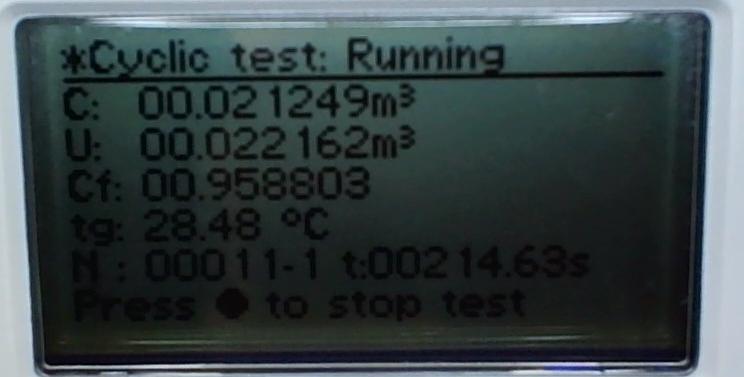 *Cyclic test: Running
C: 00.021249m³
U: 00.022162m³
Cf: 00.958803
tg: 28.48 ºC
N : 00011-1 t:00214.63s
Press ● to stop test